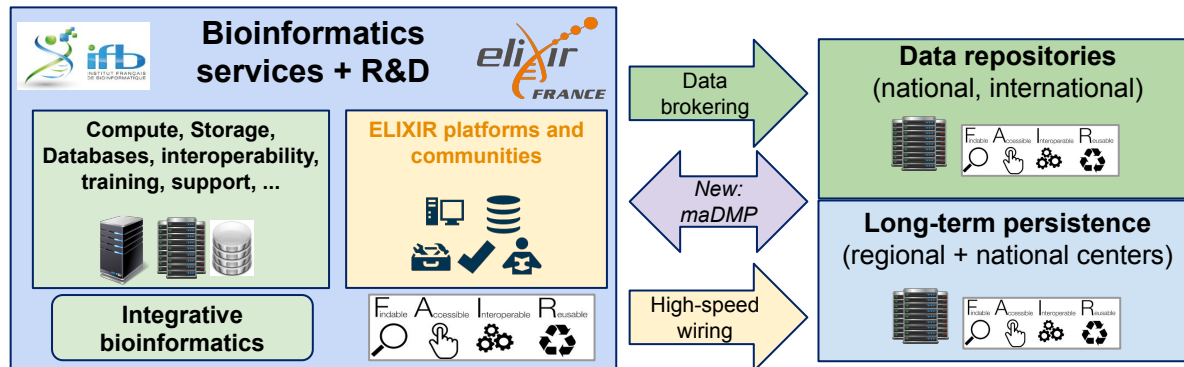 ifb
INSTITUT FRANÇAIS
DE BIOINFORMATIQUE
Bioinformatics
services + R&D
elixir
FRANCE
Compute, Storage,
Databases, interoperability,
training, support, ...
ELIXIR platforms and
communities
Integrative
bioinformatics
Findable Accessible Interoperable Reusable
Data
brokering
New:
maDMP
High-speed
wiring
Data repositories
(national, international)
Findable Accessible Interoperable Reusable
Long-term persistence
(regional + national centers)
Findable Accessible Interoperable Reusable